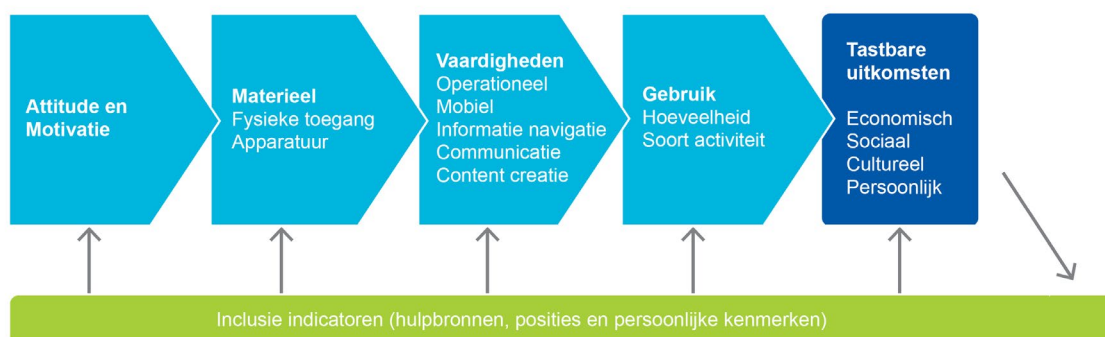 Attitude en
Motivatie
Materieel
Fysieke toegang
Apparatuur
Vaardigheden
Operationeel
Mobiel
Informatie navigatie
Communicatie
Content creatie
Gebruik
Hoeveelheid
Soort activiteit
Tastbare
uitkomsten
Economisch
Sociaal
Cultureel
Persoonlijk
Inclusie indicatoren (hulpbronnen, posities en persoonlijke kenmerken)